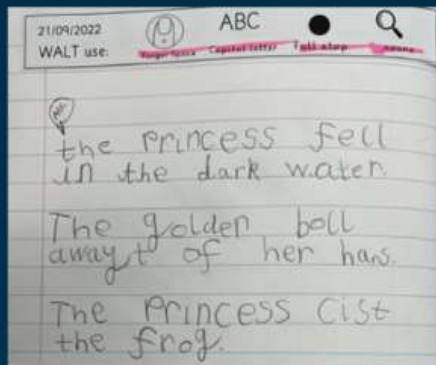 21/09/2022
WALT use:
ABC
Finger Space
Capital letter
Full stop
nouns
the princess fell
in the dark water.
The golden boll
away t of her hans.
The princess cist
the frog.